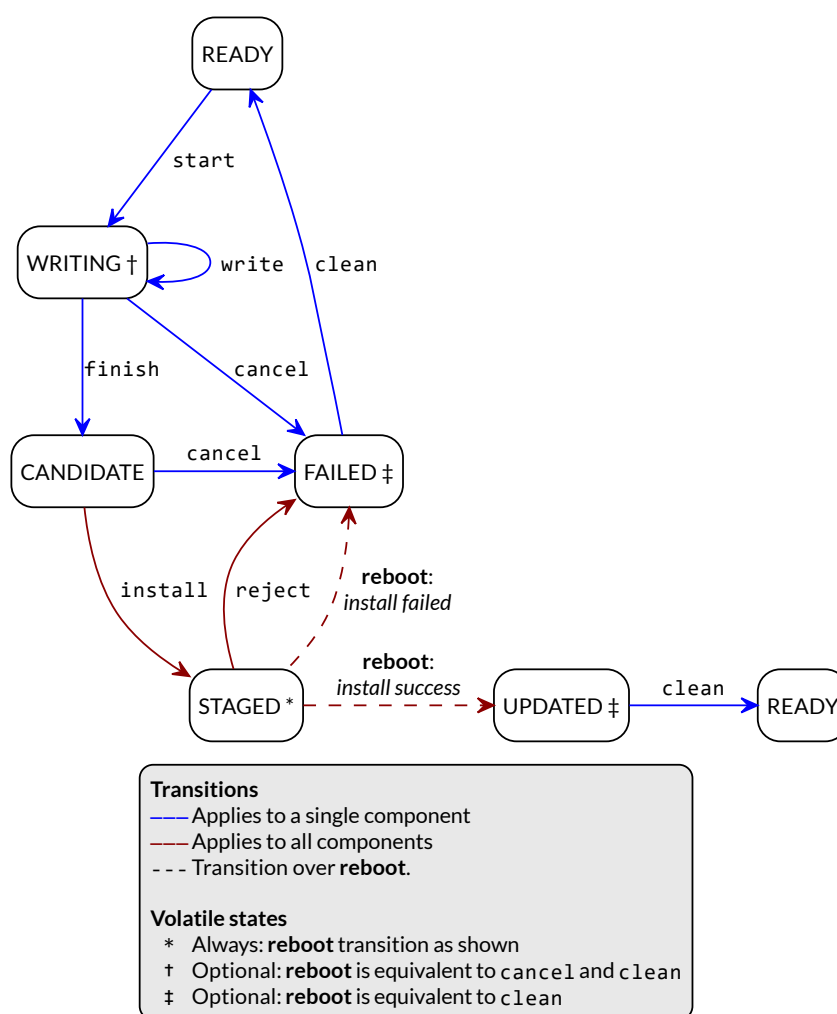 READY
start
WRITING †
write
clean
finish
cancel
CANDIDATE
cancel
FAILED ‡
install
reject
reboot:
install failed
reboot:
install success
STAGED *
UPDATED ‡
clean
READY
Transitions
——— Applies to a single component
——— Applies to all components
--- Transition over reboot.
Volatile states
* Always: reboot transition as shown
† Optional: reboot is equivalent to cancel and clean
‡ Optional: reboot is equivalent to clean